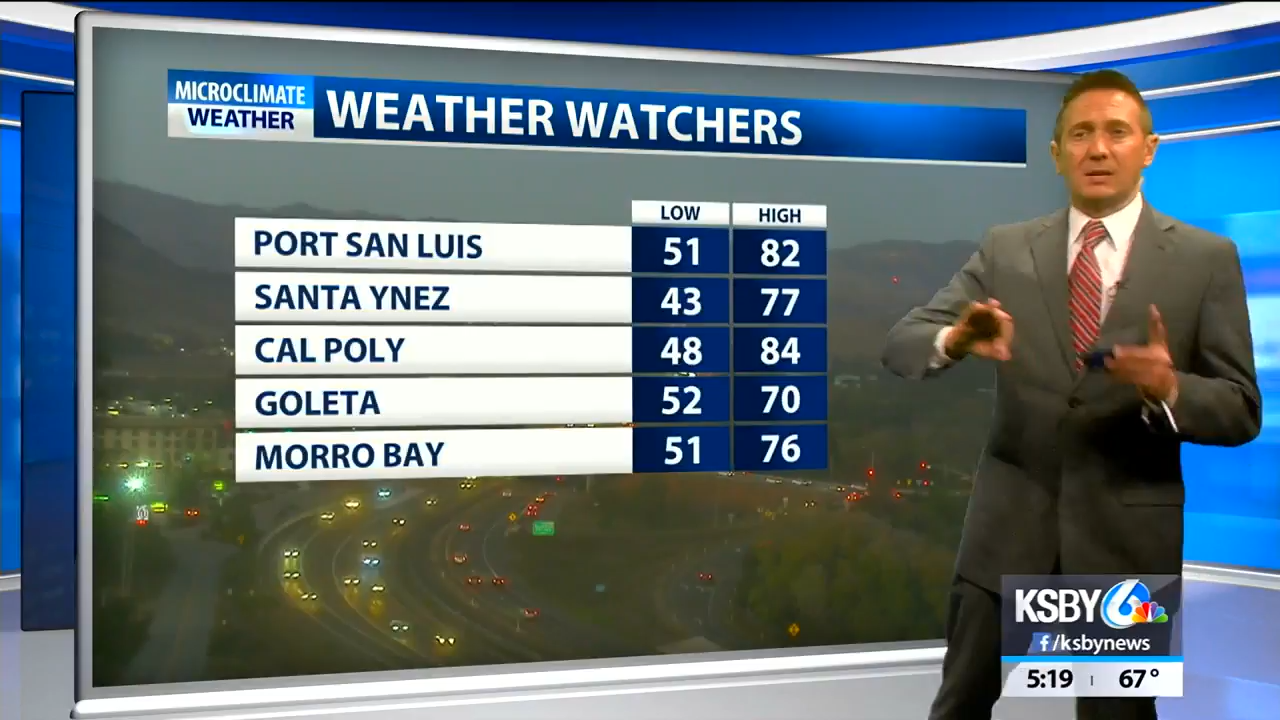 MICROCLIMATE
WEATHER
WEATHER WATCHERS
LOW HIGH
PORT SAN LUIS 51 82
SANTA YNEZ 43 77
CAL POLY 48 84
GOLETA 52 70
MORRO BAY 51 76
KSBY 6
f/ksbynews
5:19 67°